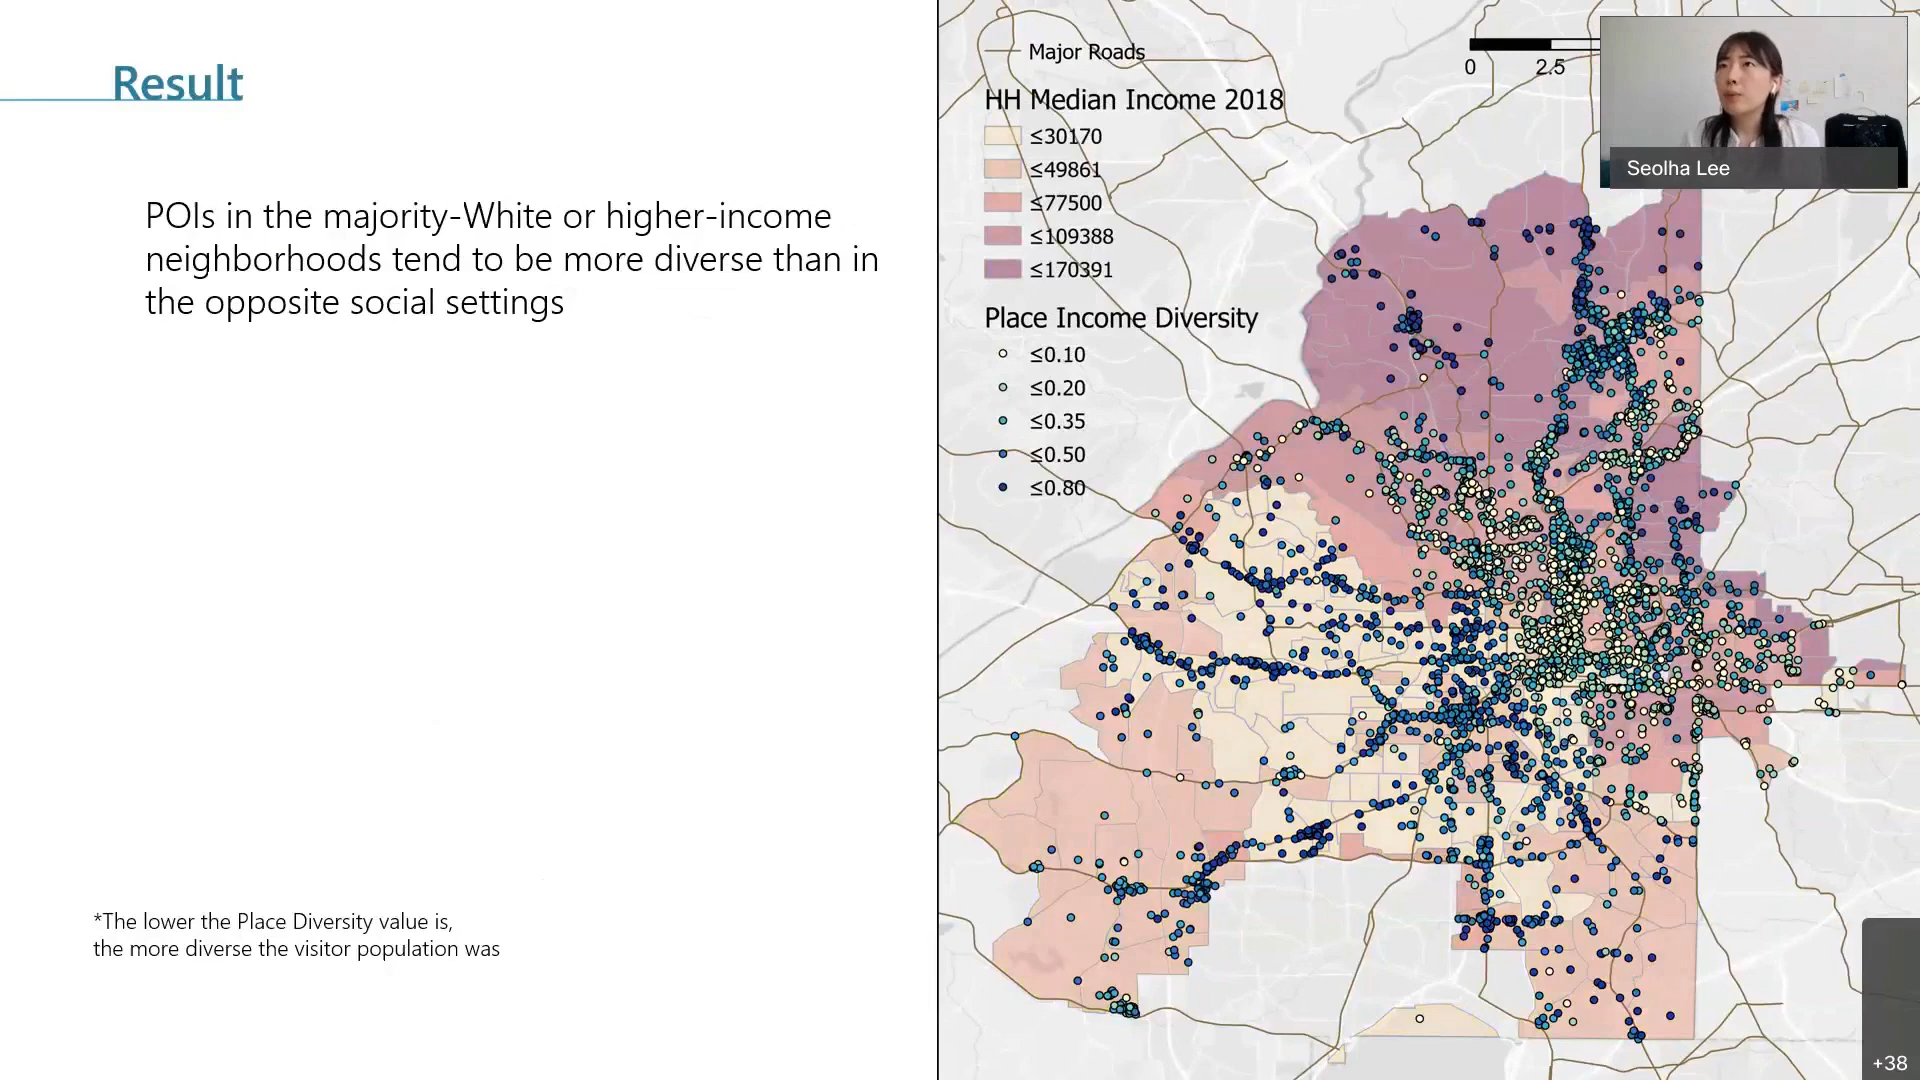 Result
POIs in the majority-White or higher-income
neighborhoods tend to be more diverse than in
the opposite social settings
*The lower the Place Diversity value is,
the more diverse the visitor population was
Major Roads
HH Median Income 2018
≤30170
≤49861
≤77500
≤109388
≤170391
Place Income Diversity
≤0.10
≤0.20
≤0.35
≤0.50
≤0.80
0 2.5
Seolha Lee
+38